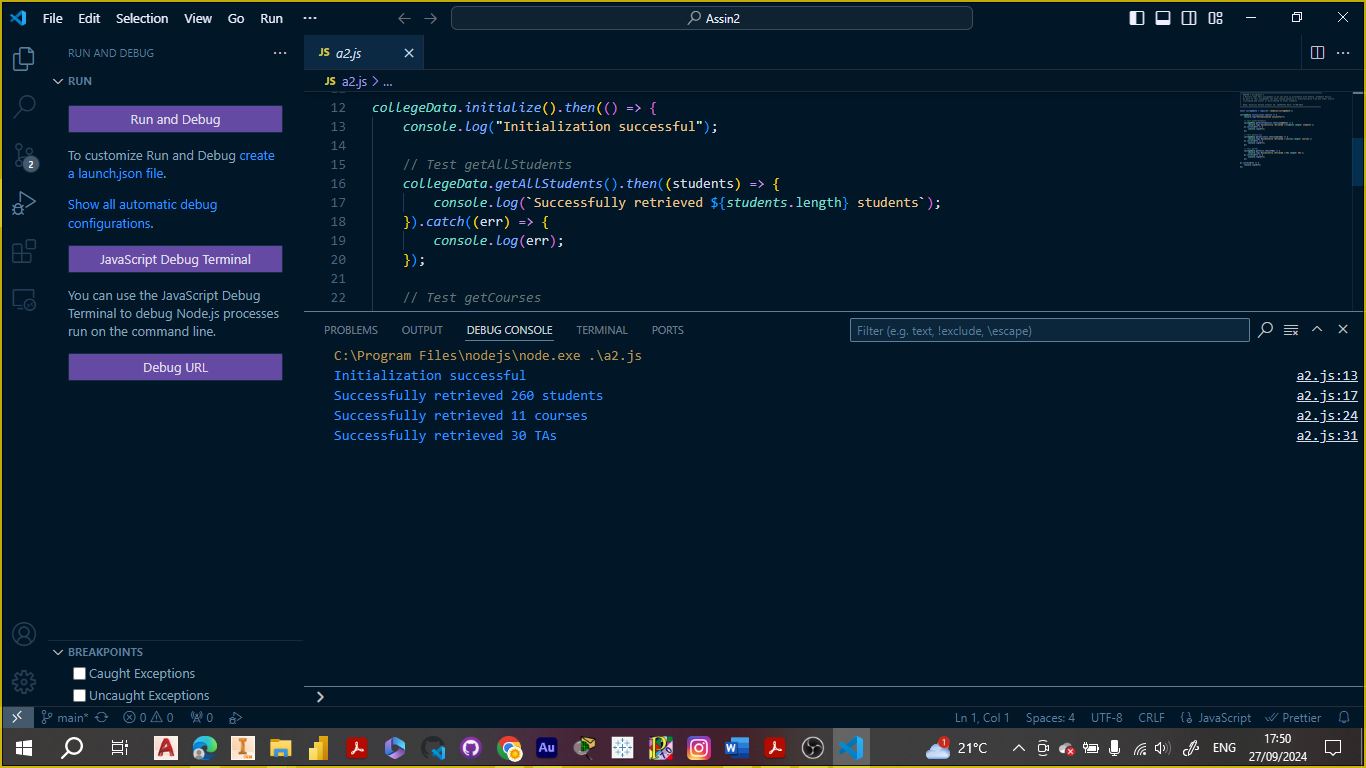 File Edit Selection View Go Run ···
Assin2
RUN AND DEBUG
RUN
Run and Debug
To customize Run and Debug create
a launch.json file.
Show all automatic debug
configurations.
JavaScript Debug Terminal
You can use the JavaScript Debug
Terminal to debug Node.js processes
run on the command line.
Debug URL
BREAKPOINTS
Caught Exceptions
Uncaught Exceptions
2
JS a2.js
JS a2.js > ...
12 collegeData.initialize().then(() => {
13 console.log("Initialization successful");
14
15 // Test getAllStudents
16 collegeData.getAllStudents().then((students) => {
17 console.log(`Successfully retrieved ${students.length} students`);
18 }).catch((err) => {
19 console.log(err);
20 });
21
22 // Test getCourses
PROBLEMS OUTPUT DEBUG CONSOLE TERMINAL PORTS
Filter (e.g. text, !exclude, \escape)
C:\Program Files\nodejs\node.exe .\a2.js
Initialization successful a2.js:13
Successfully retrieved 260 students a2.js:17
Successfully retrieved 11 courses a2.js:24
Successfully retrieved 30 TAs a2.js:31
main* 0 0 0
Ln 1, Col 1 Spaces: 4 UTF-8 CRLF {} JavaScript Prettier
A I Au W
1 21°C ENG
17:50
27/09/2024